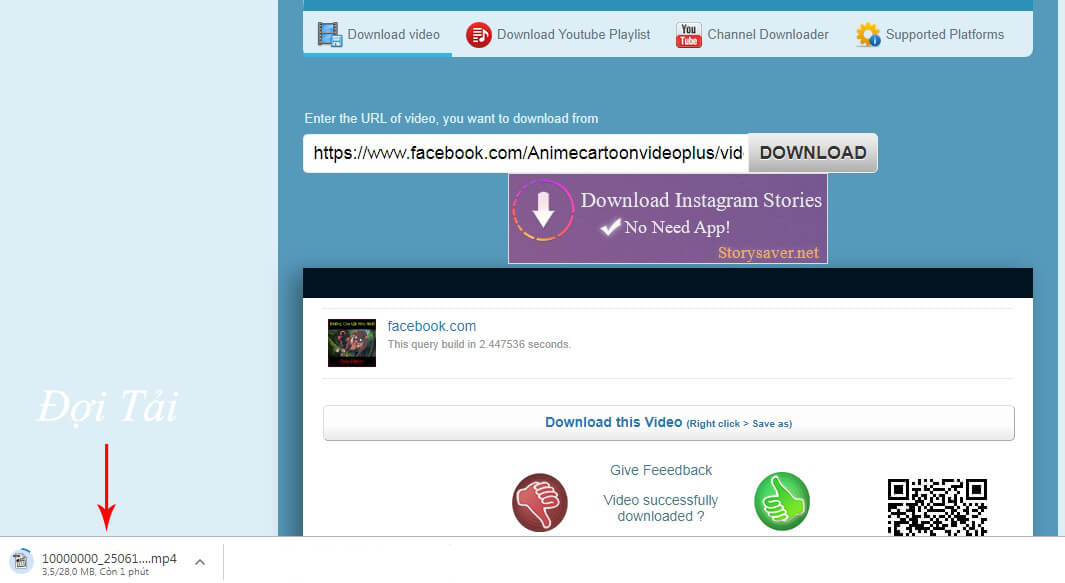 Download video
Download Youtube Playlist
You
Tube
Channel Downloader
Supported Platforms
Enter the URL of video, you want to download from
https://www.facebook.com/Animecartoonvideoplus/vid
DOWNLOAD
Download Instagram Stories
No Need App!
Storysaver.net
facebook.com
This query build in 2.447536 seconds.
Đợi Tải
Download this Video (Right click > Save as)
Give Feeedback
Video successfully
downloaded ?
10000000_25061....mp4
3,5/28,0 MB, Còn 1 phút